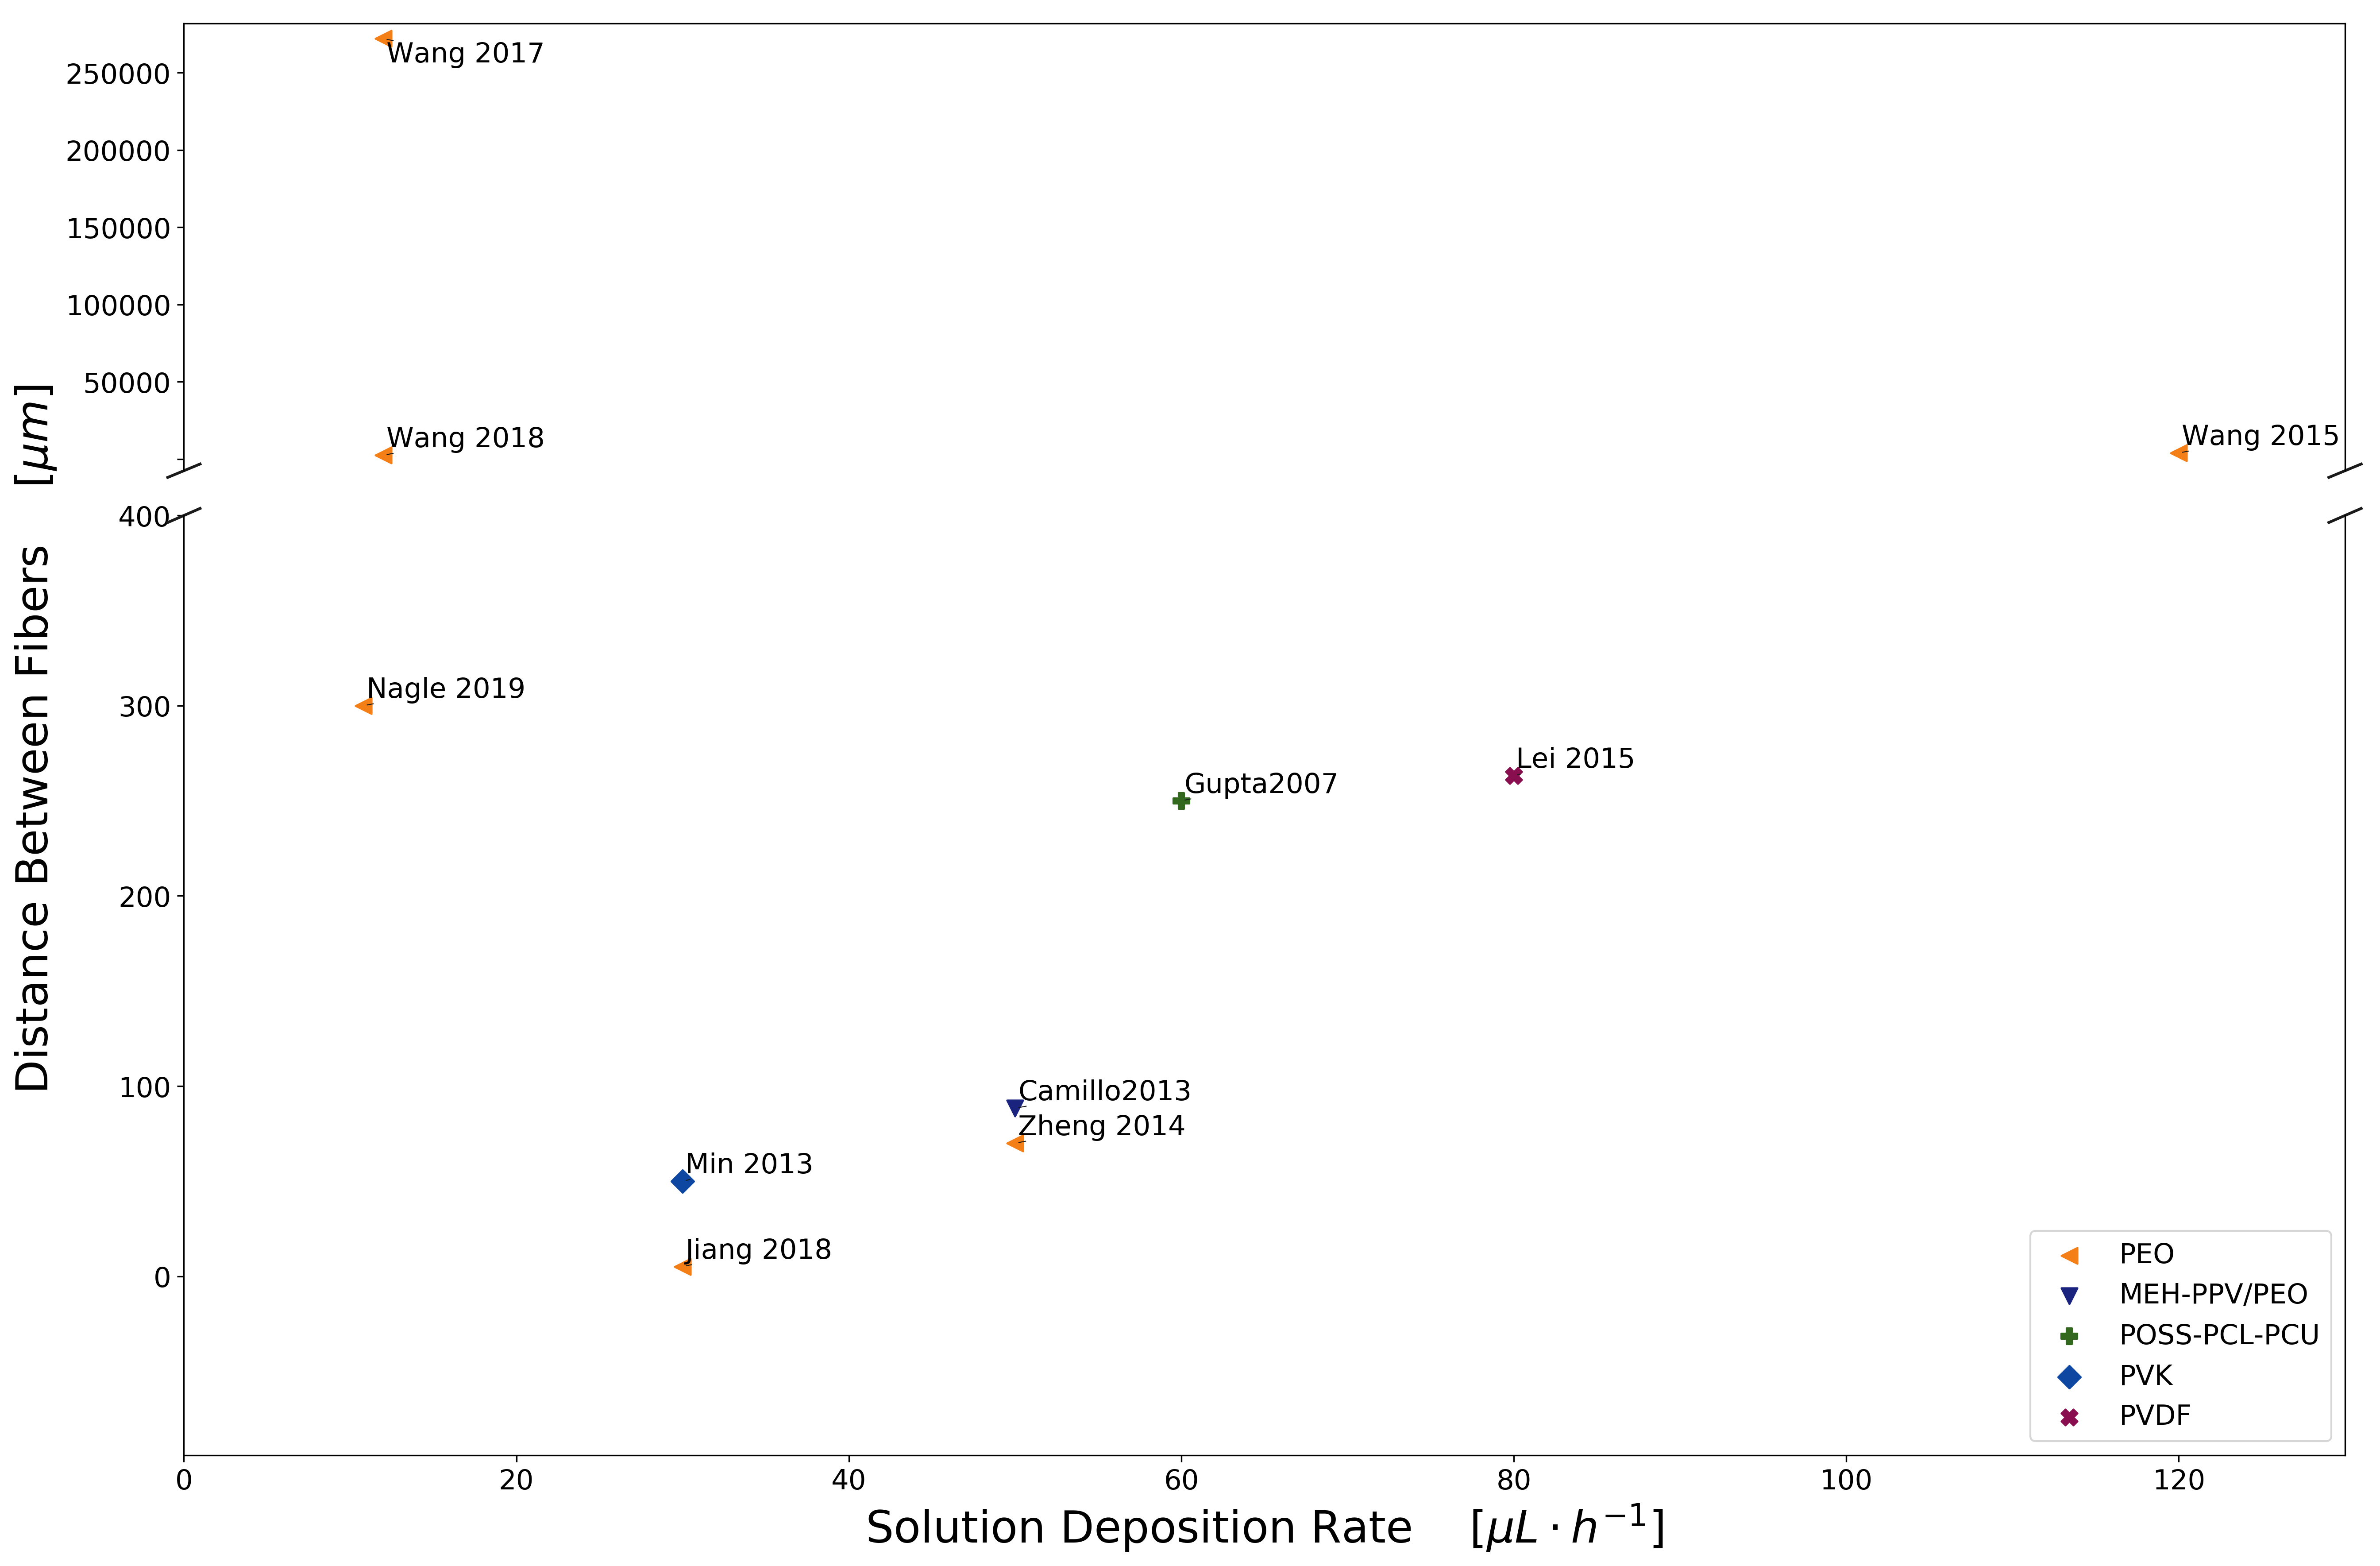 Wang 2017
250000
200000
150000
100000
50000
Wang 2018
Wang 2015
400
Nagle 2019
300
Lei 2015
Gupta2007
200
Camillo2013
100
Zheng 2014
Min 2013
Jiang 2018
0
PEO
MEH-PPV/PEO
POSS-PCL-PCU
PVK
PVDF
0 20 40 60 80 100 120
Solution Deposition Rate [μL · h⁻¹]
Distance Between Fibers [μm]